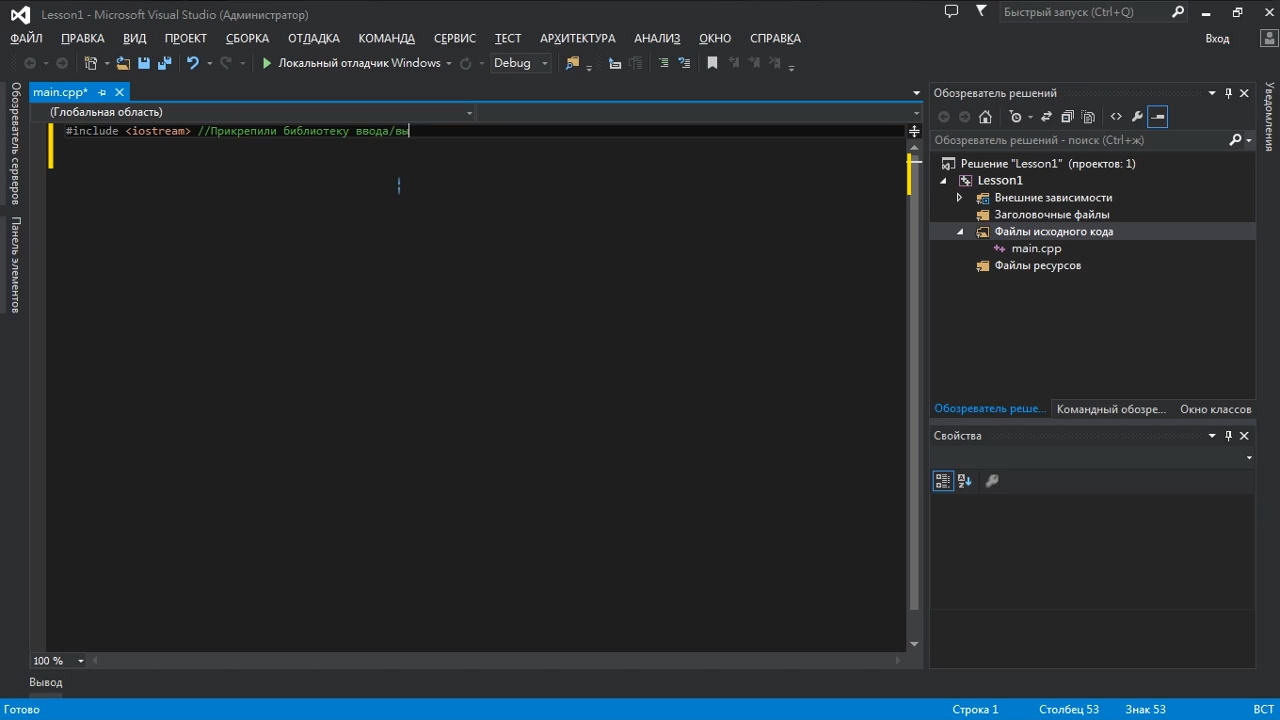 Lesson1 - Microsoft Visual Studio (Администратор)
Быстрый запуск (Ctrl+Q)
ФАЙЛ ПРАВКА ВИД ПРОЕКТ СБОРКА ОТЛАДКА КОМАНДА СЕРВИС ТЕСТ АРХИТЕКТУРА АНАЛИЗ ОКНО СПРАВКА
Вход
Локальный отладчик Windows
Debug
Обозреватель серверов
Панель элементов
main.cpp*
(Глобальная область)
#include <iostream> //Прикрепили библиотеку ввода/вы
100 %
Вывод
Обозреватель решений
Обозреватель решений - поиск (Ctrl+ж)
Решение "Lesson1" (проектов: 1)
Lesson1
Внешние зависимости
Заголовочные файлы
Файлы исходного кода
main.cpp
Файлы ресурсов
Обозреватель реше... Командный обозре... Окно классов
Свойства
Уведомления
Готово
Строка 1 Столбец 53 Знак 53 ВСТ